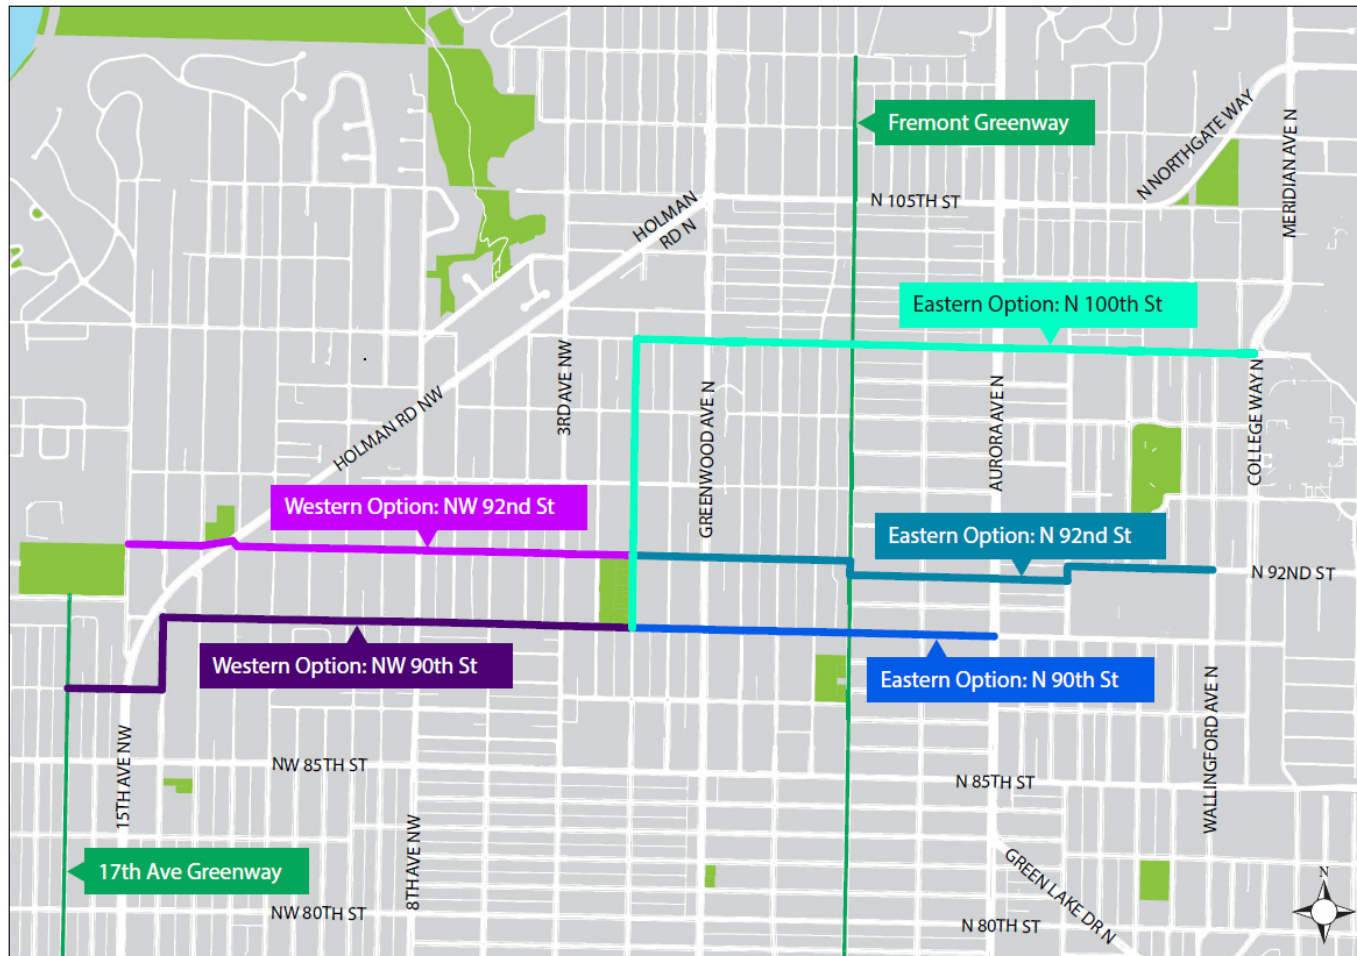 Fremont Greenway
N NORTHGATE WAY
MERIDIAN AVE N
HOLMAN
RD N
N 105TH ST
Eastern Option: N 100th St
3RD AVE NW
GREENWOOD AVE N
AURORA AVE N
COLLEGE WAY N
HOLMAN RD NW
Western Option: NW 92nd St
Eastern Option: N 92nd St
N 92ND ST
Western Option: NW 90th St
Eastern Option: N 90th St
15TH AVE NW
NW 85TH ST
N 85TH ST
WALLINGFORD AVE N
8TH AVE NW
17th Ave Greenway
GREEN LAKE DR N
N
NW 80TH ST
N 80TH ST